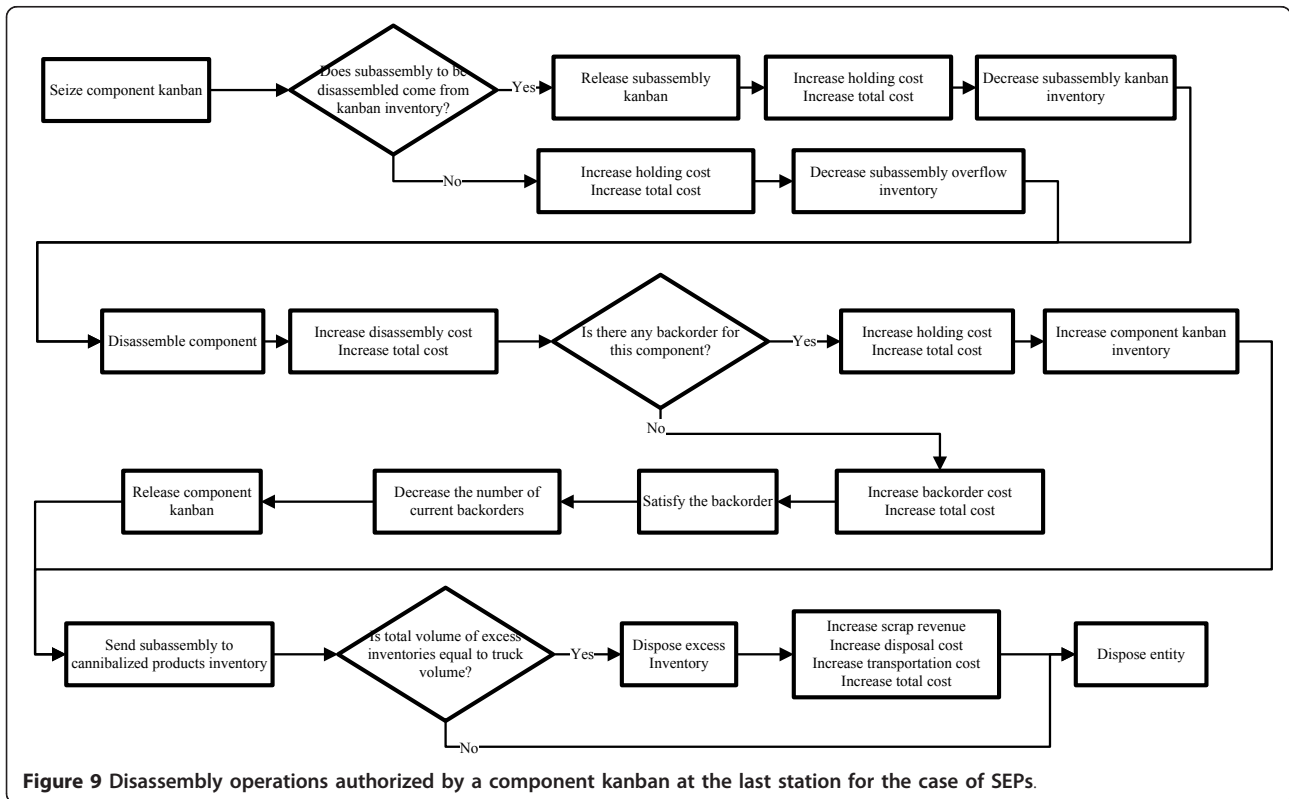 Seize component kanban
Does subassembly to be
disassembled come from
kanban inventory?
Yes
Release subassembly
kanban
Increase holding cost
Increase total cost
Decrease subassembly kanban
inventory
No
Increase holding cost
Increase total cost
Decrease subassembly overflow
inventory
Disassemble component
Increase disassembly cost
Increase total cost
Is there any backorder for
this component?
Yes
Increase holding cost
Increase total cost
Increase component kanban
inventory
No
Release component
kanban
Decrease the number of
current backorders
Satisfy the backorder
Increase backorder cost
Increase total cost
Send subassembly to
cannibalized products inventory
Is total volume of excess
inventories equal to truck
volume?
Yes
Dispose excess
Inventory
Increase scrap revenue
Increase disposal cost
Increase transportation cost
Increase total cost
Dispose entity
No
Figure 9 Disassembly operations authorized by a component kanban at the last station for the case of SEPs.